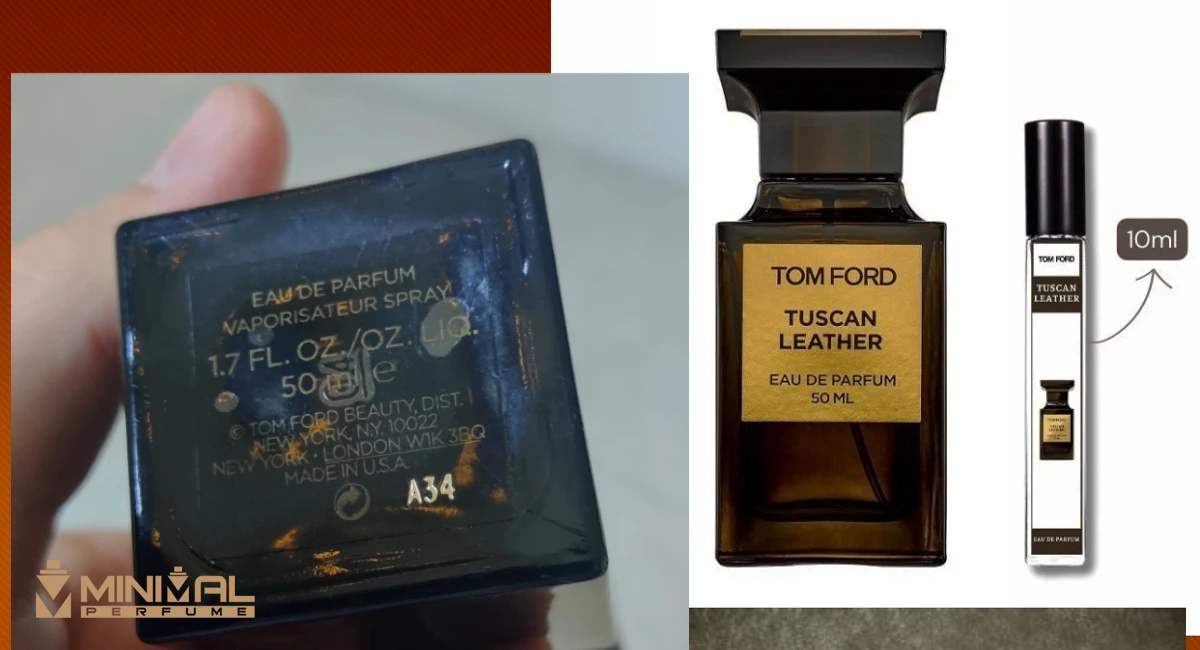 EAU DE PARFUM
VAPORISATEUR SPRAY
1.7 FL. OZ./OZ. LIQ.
50 ml e
© TOM FORD BEAUTY, DIST.
NEW YORK, N.Y. 10022
NEW YORK • LONDON W1K 3BQ
MADE IN U.S.A.
A34
MINIMAL
PERFUME
TOM FORD
TUSCAN
LEATHER
EAU DE PARFUM
50 ML
TOM FORD
TUSCAN
LEATHER
EAU DE PARFUM
10ml